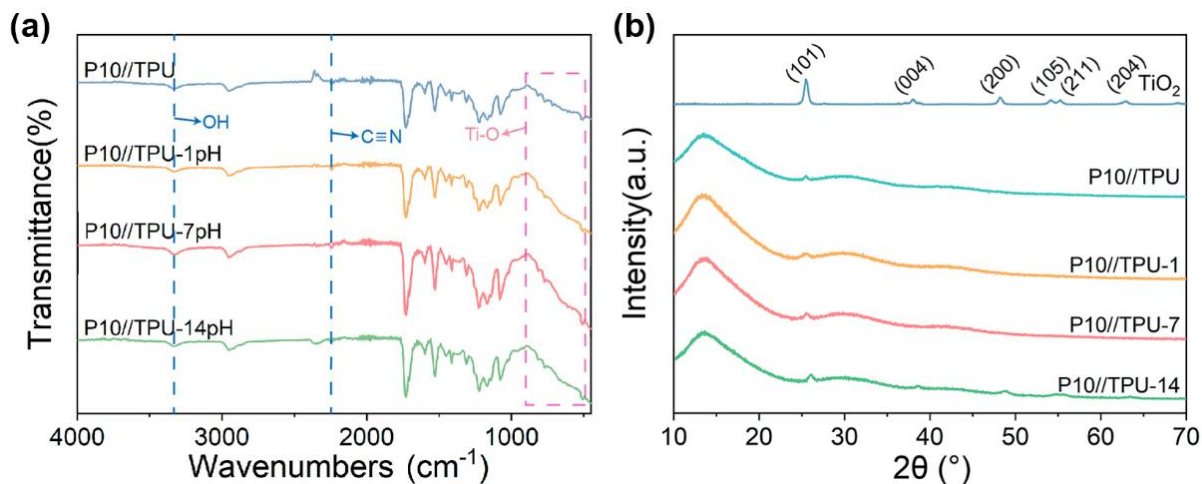 (a)
Transmittance(%)
P10//TPU
OH
C≡N
Ti-O
P10//TPU-1pH
P10//TPU-7pH
P10//TPU-14pH
4000 3000 2000 1000
Wavenumbers (cm⁻¹)
(b)
Intensity(a.u.)
(101) (004) (200) (105) (211) (204)
TiO₂
P10//TPU
P10//TPU-1
P10//TPU-7
P10//TPU-14
10 20 30 40 50 60 70
2θ (°)